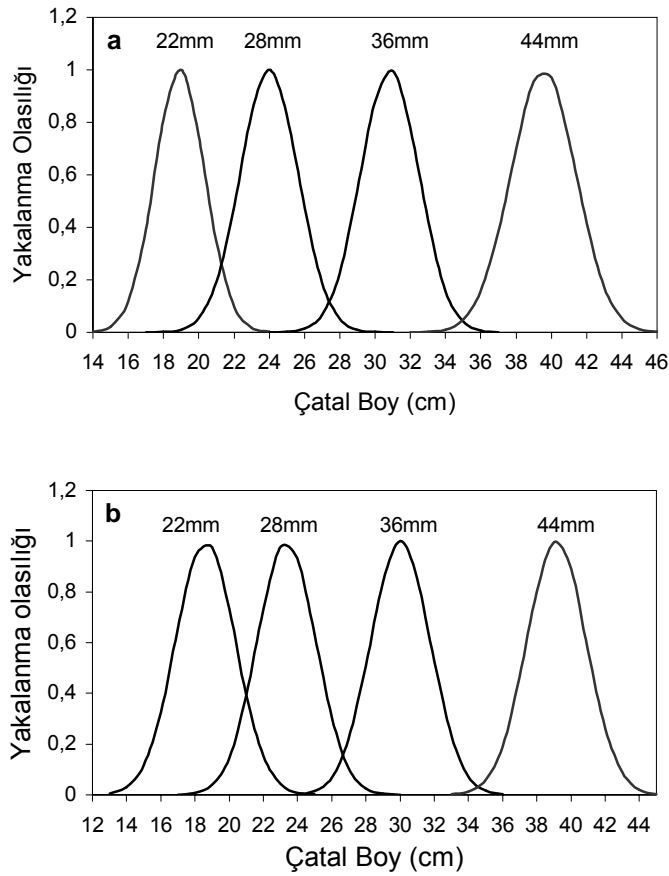 1,2
a 22mm 28mm 36mm 44mm
1
0,8
0,6
0,4
0,2
0
Yakalanma Olasılığı
14 16 18 20 22 24 26 28 30 32 34 36 38 40 42 44 46
Çatal Boy (cm)
1,2
b 22mm 28mm 36mm 44mm
1
0,8
0,6
0,4
0,2
0
Yakalanma olasılığı
12 14 16 18 20 22 24 26 28 30 32 34 36 38 40 42 44
Çatal Boy (cm)